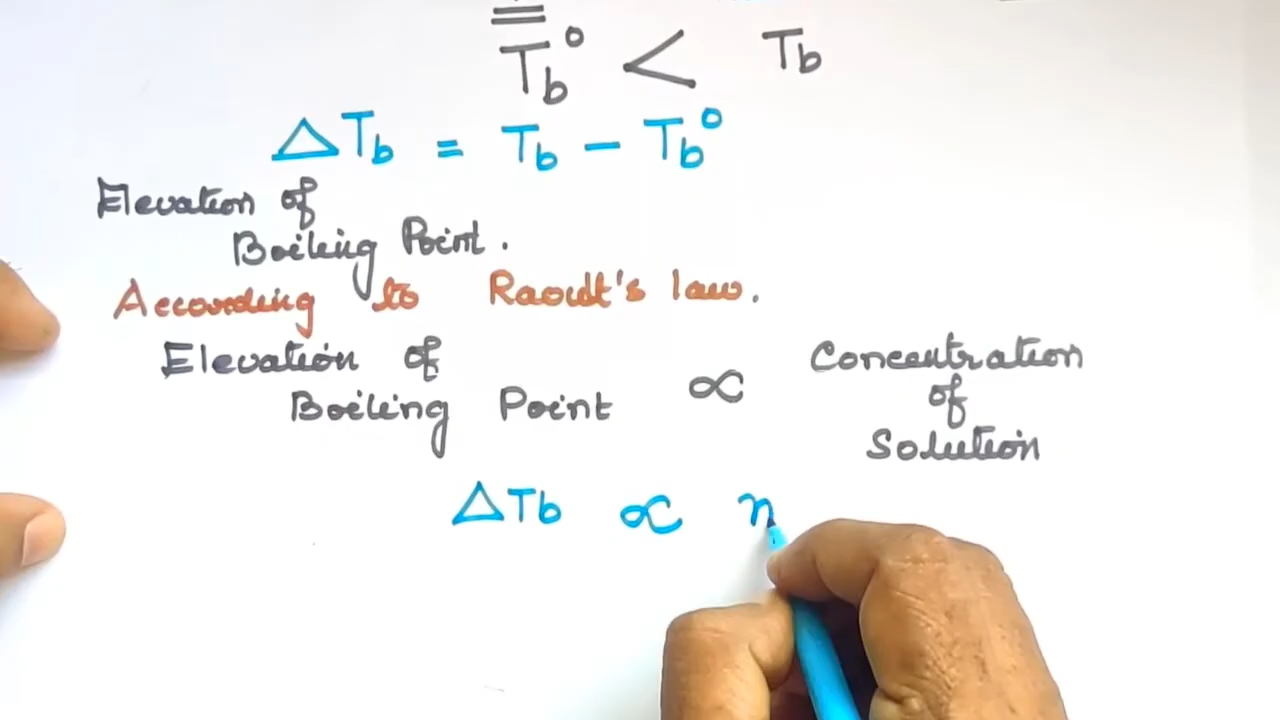 Tb° < Tb
ΔTb = Tb − Tb°
Elevation of
Boiling Point.
According to Raoult's law.
Elevation of
Boiling Point ∝ Concentration
of
Solution
ΔTb ∝